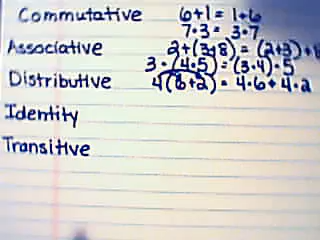 Commutative 6+1 = 1+6
7·3 = 3·7
Associative 2+(3+8) = (2+3)+
3·(4·5) = (3·4)·5
Distributive 4(6+2) = 4·6+4·2
Identity
Transitive